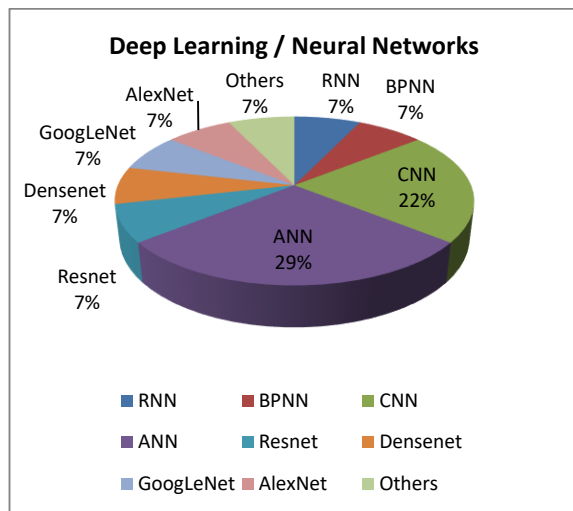 Deep Learning / Neural Networks
AlexNet
7%
Others
7%
RNN
7%
BPNN
7%
GoogLeNet
7%
CNN
22%
Densenet
7%
ANN
29%
Resnet
7%
RNN BPNN CNN
ANN Resnet Densenet
GoogLeNet AlexNet Others